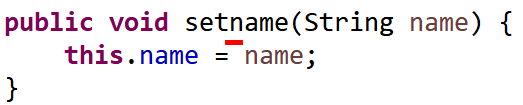 public void setname(String name) {
    this.name = name;
}